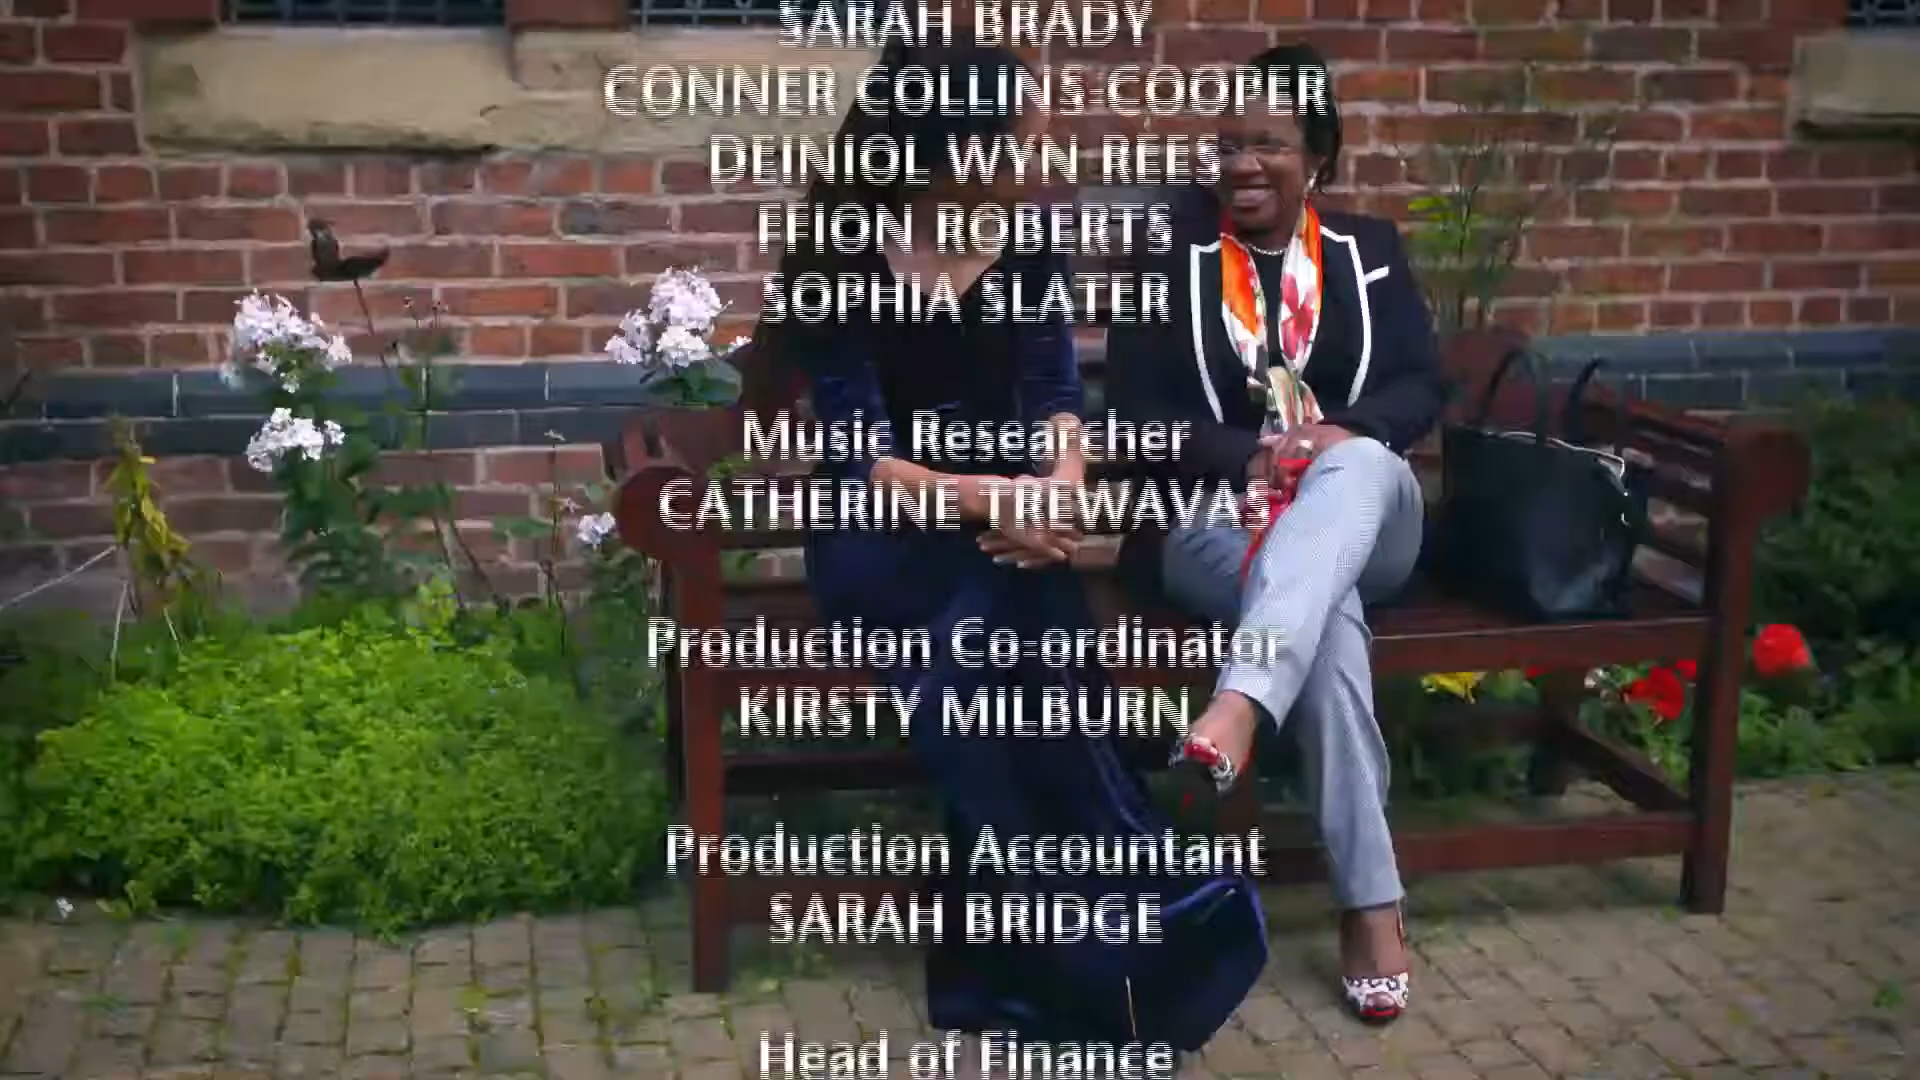 SARAH BRADY
CONNER COLLINS-COOPER
DEINIOL WYN REES
FFION ROBERTS
SOPHIA SLATER
Music Researcher
CATHERINE TREWAVAS
Production Co-ordinator
KIRSTY MILBURN
Production Accountant
SARAH BRIDGE
Head of Finance